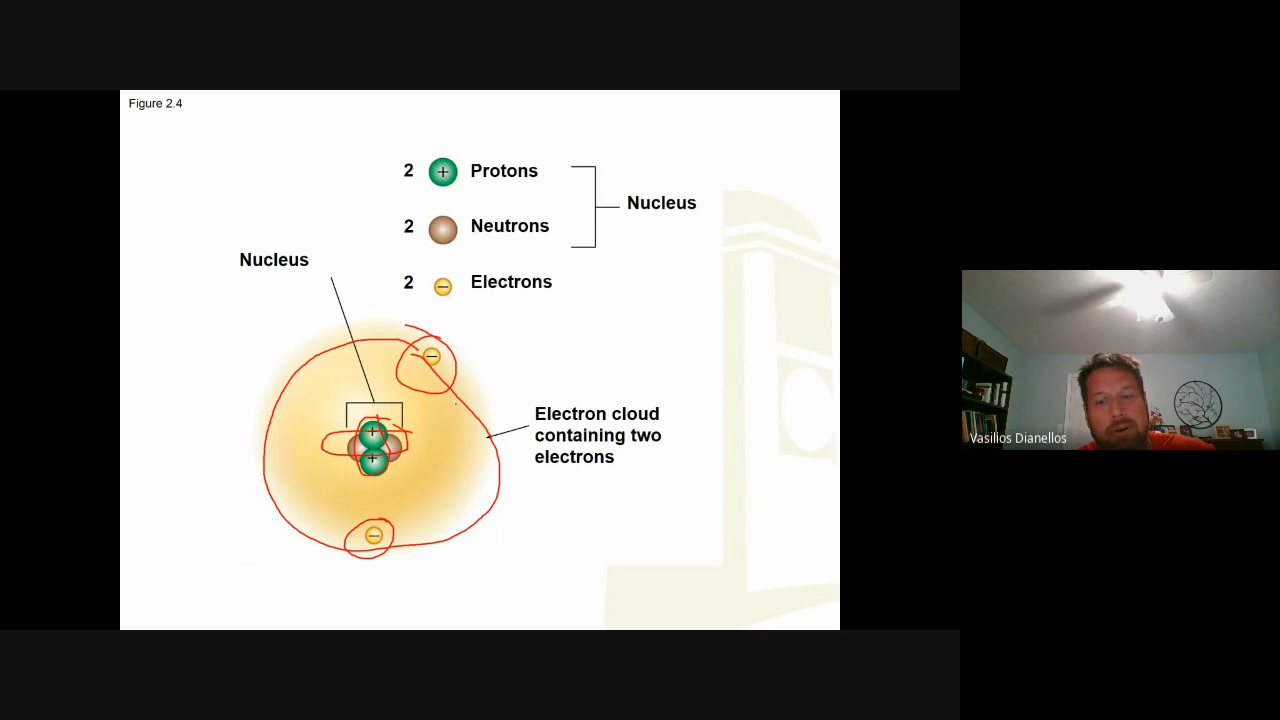 Figure 2.4
2 + Protons
2 Neutrons
2 − Electrons
Nucleus
Nucleus
−
+
+
−
Electron cloud
containing two
electrons
Vasilios Dianellos